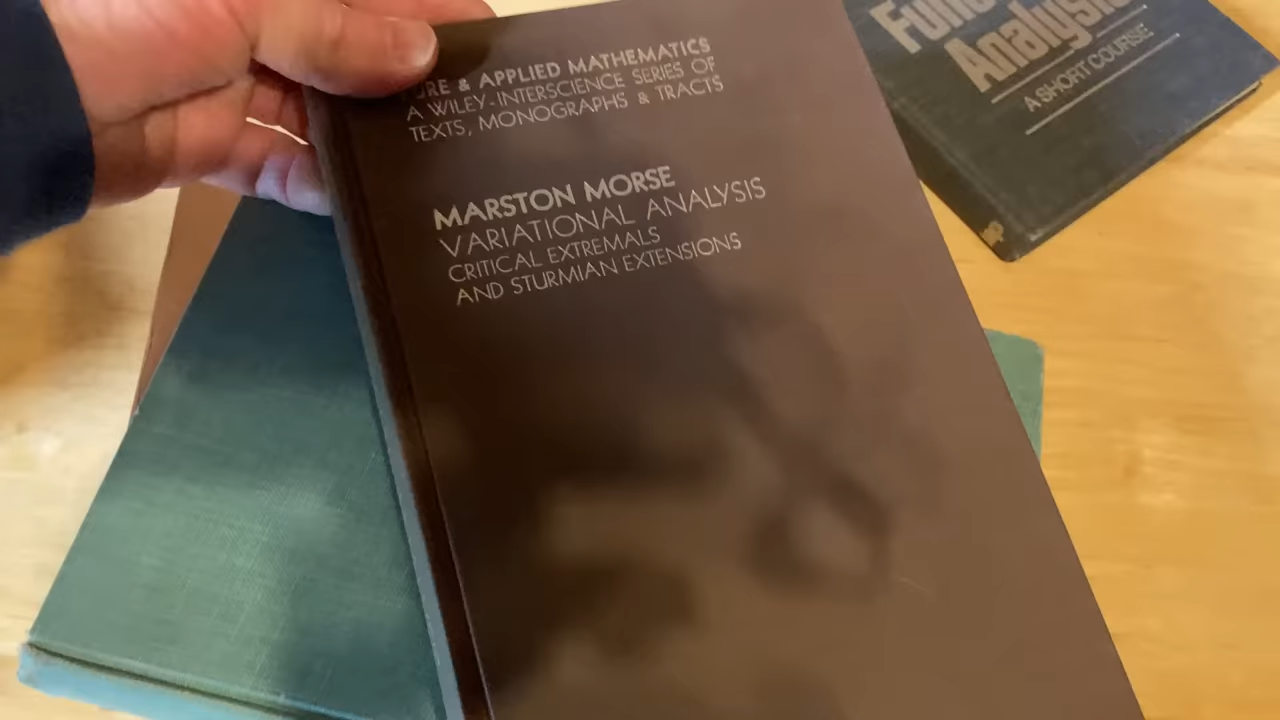 & APPLIED MATHEMATICS
A WILEY-INTERSCIENCE SERIES OF
TEXTS, MONOGRAPHS & TRACTS
MARSTON MORSE
VARIATIONAL ANALYSIS
CRITICAL EXTREMALS
AND STURMIAN EXTENSIONS
Analysis
A SHORT COURSE